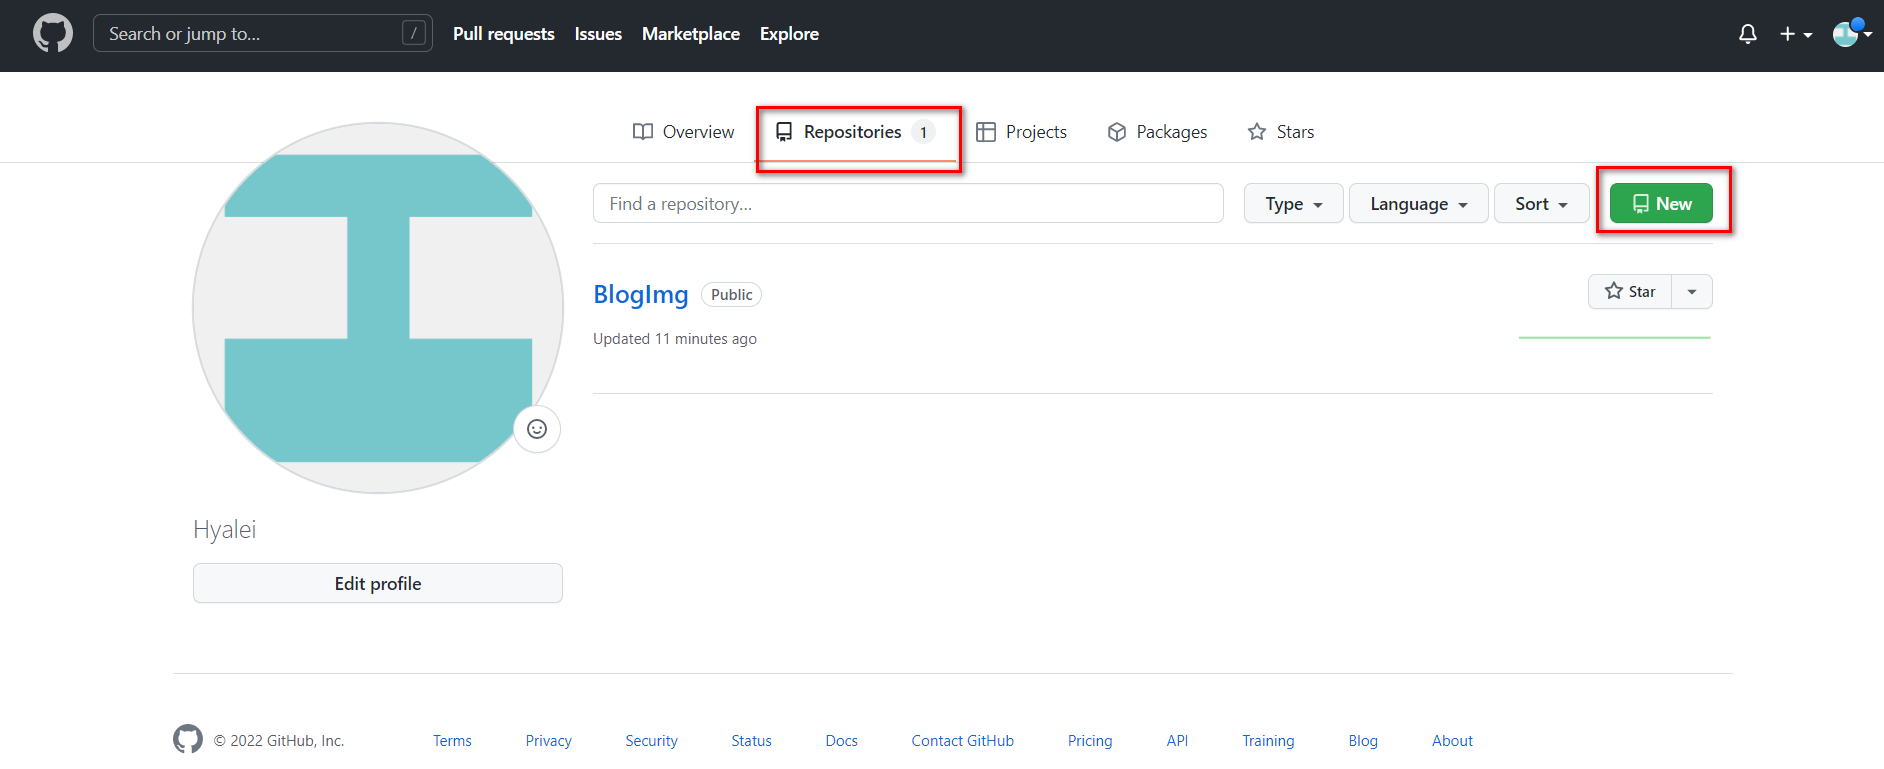 Search or jump to... / Pull requests Issues Marketplace Explore
Overview Repositories 1 Projects Packages Stars
Find a repository... Type Language Sort New
BlogImg Public Star
Updated 11 minutes ago
Hyalei
Edit profile
© 2022 GitHub, Inc. Terms Privacy Security Status Docs Contact GitHub Pricing API Training Blog About